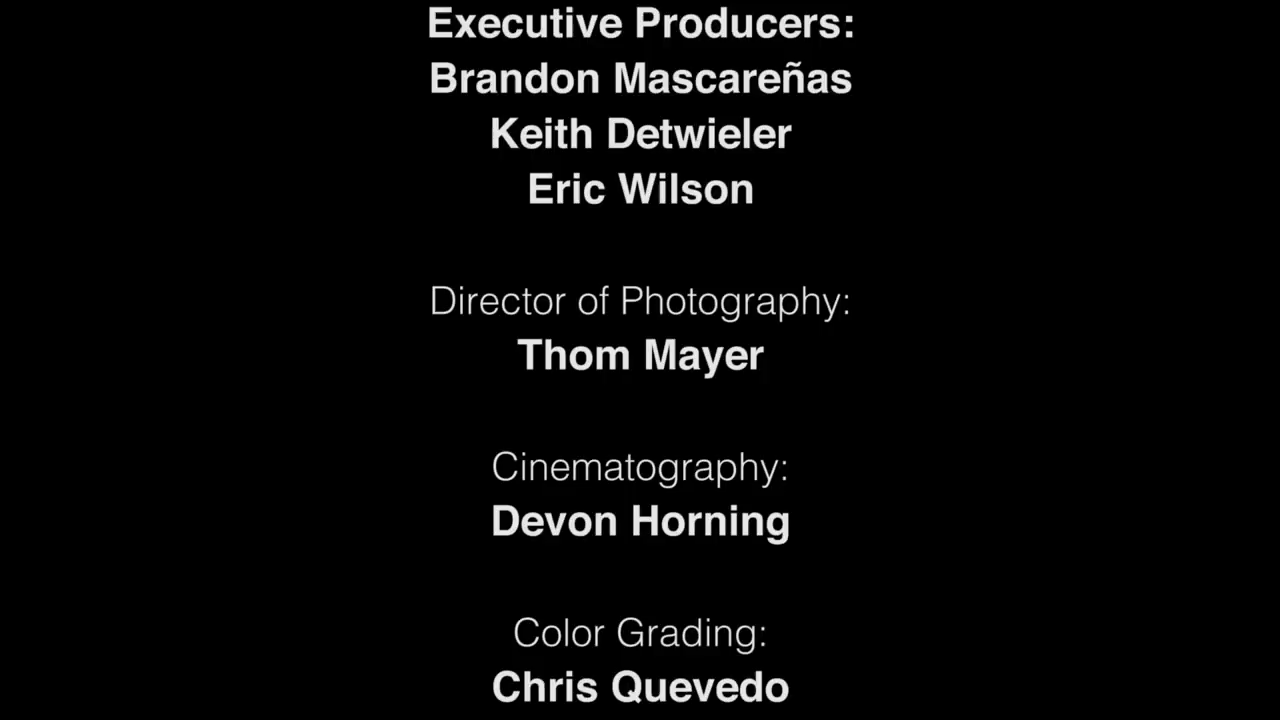 Executive Producers:
Brandon Mascareñas
Keith Detwieler
Eric Wilson
Director of Photography:
Thom Mayer
Cinematography:
Devon Horning
Color Grading:
Chris Quevedo